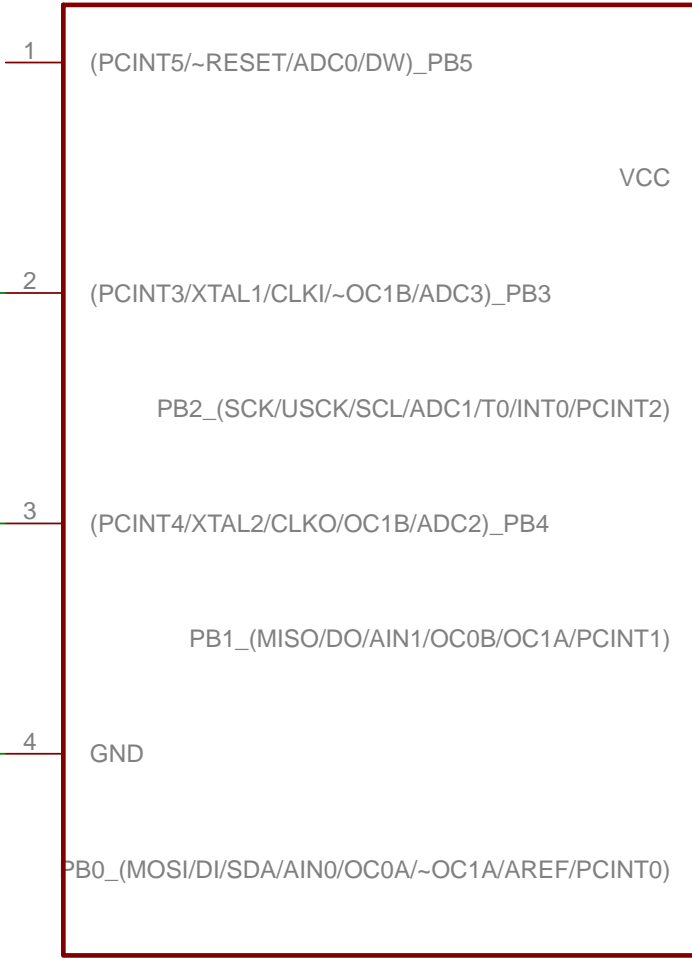 1 (PCINT5/~RESET/ADC0/DW)_PB5
VCC
2 (PCINT3/XTAL1/CLKI/~OC1B/ADC3)_PB3
PB2_(SCK/USCK/SCL/ADC1/T0/INT0/PCINT2)
3 (PCINT4/XTAL2/CLKO/OC1B/ADC2)_PB4
PB1_(MISO/DO/AIN1/OC0B/OC1A/PCINT1)
4 GND
PB0_(MOSI/DI/SDA/AIN0/OC0A/~OC1A/AREF/PCINT0)